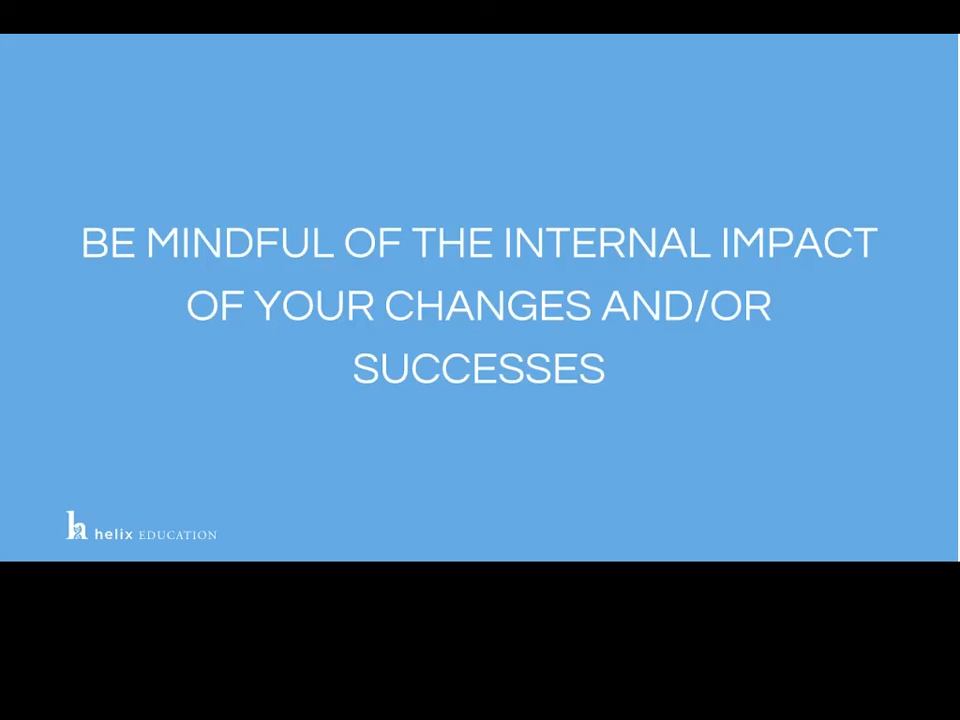 BE MINDFUL OF THE INTERNAL IMPACT
OF YOUR CHANGES AND/OR
SUCCESSES
helix EDUCATION